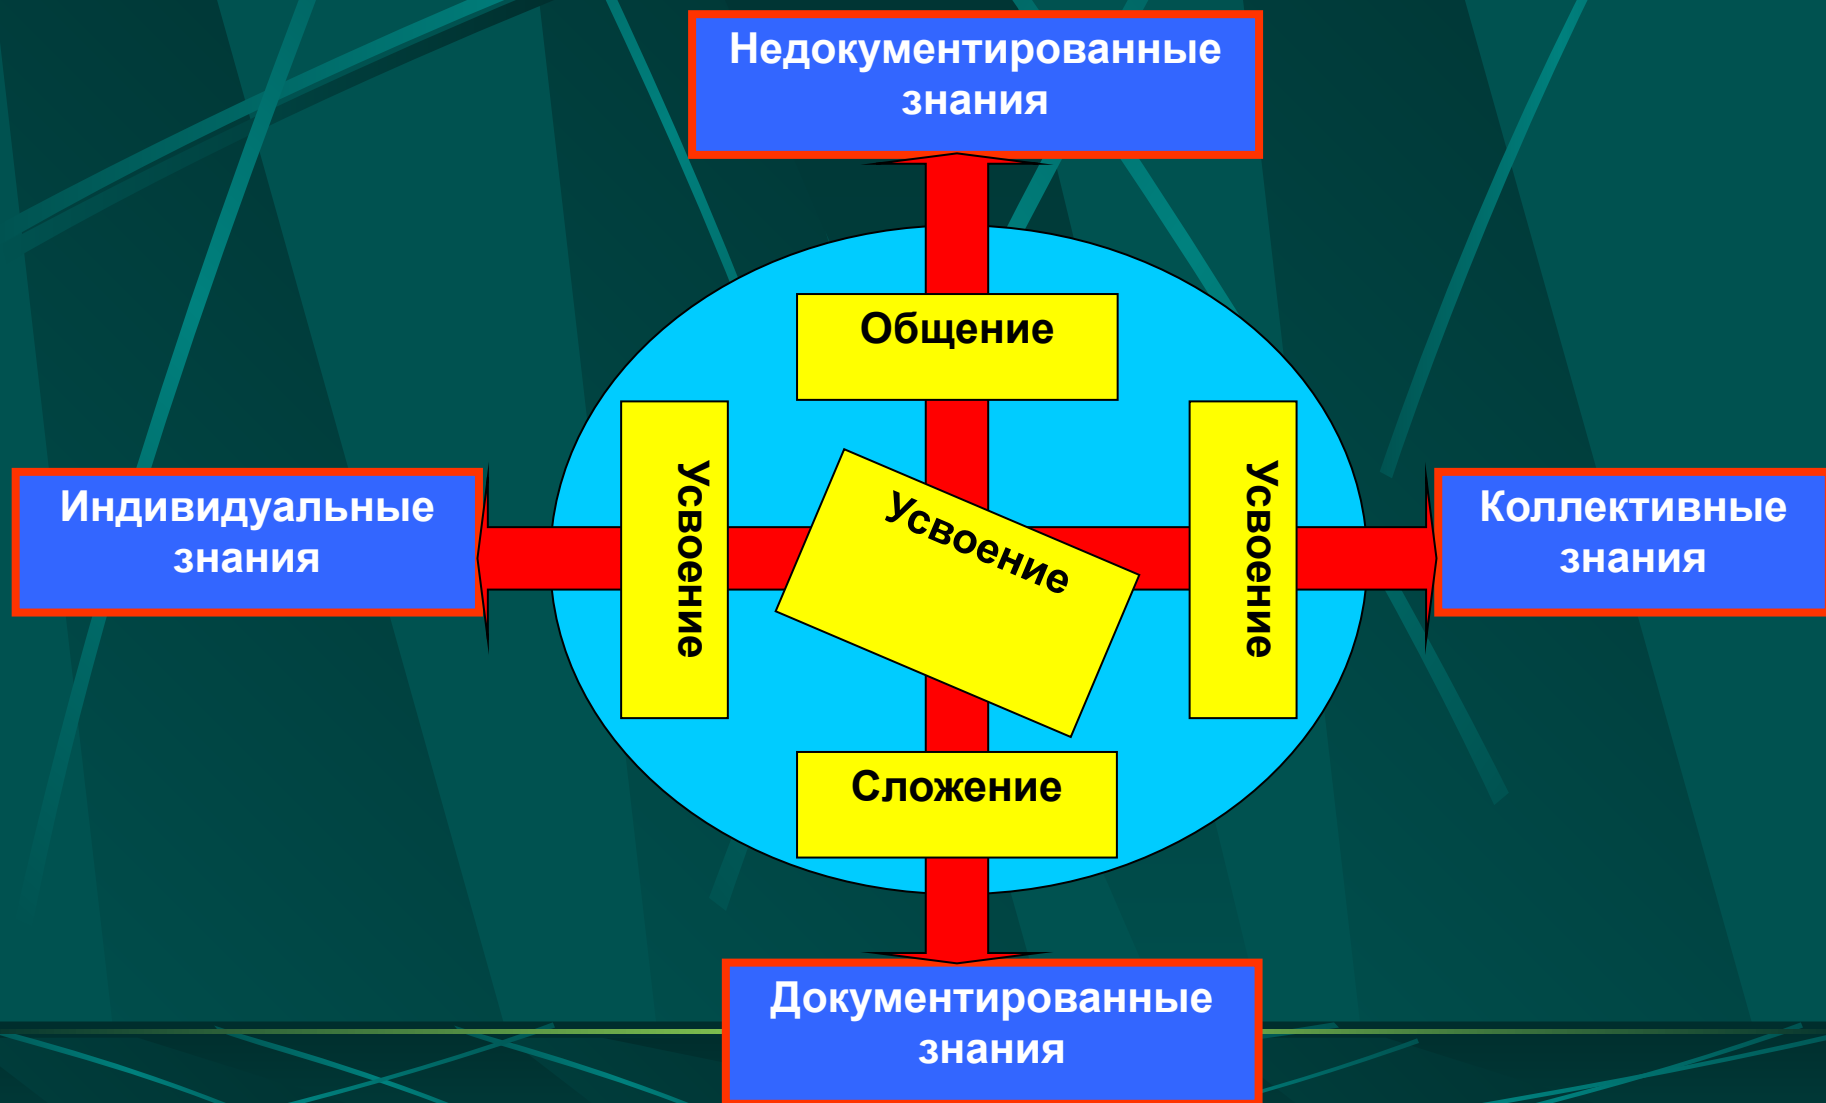 Недокументированные
знания
Общение
Индивидуальные
знания
Усвоение
Усвоение
Усвоение
Коллективные
знания
Сложение
Документированные
знания